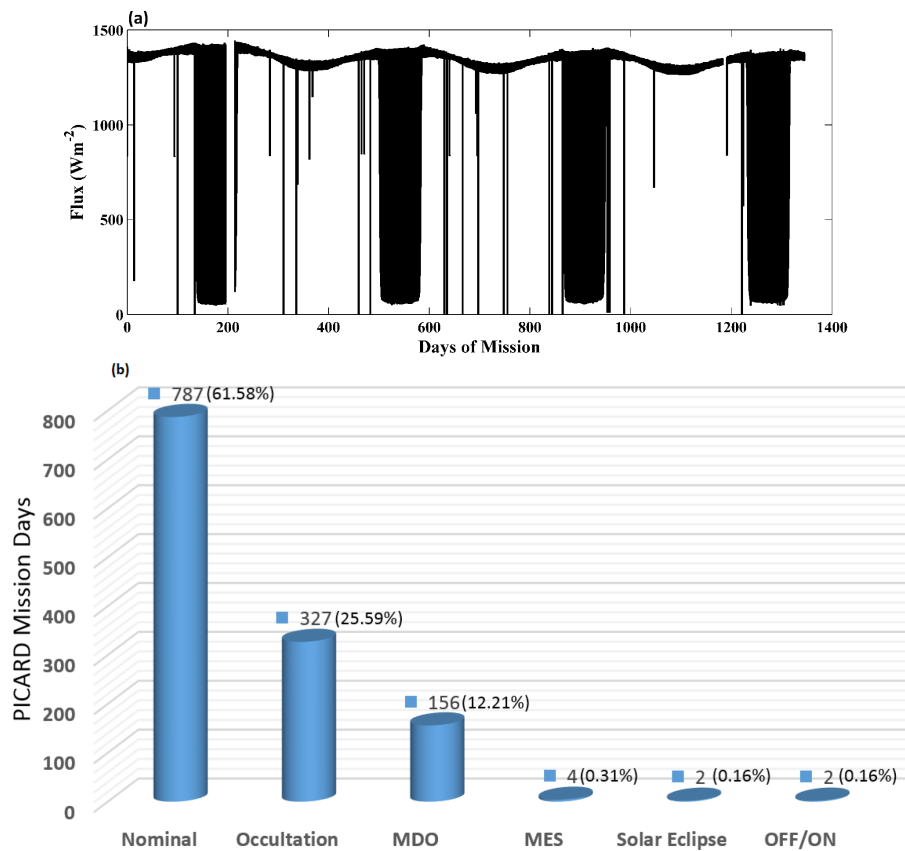 (a)
1500
1000
500
0
Flux (Wm-2)
0 200 400 600 800 1000 1200 1400
Days of Mission
(b)
800
700
600
500
400
300
200
100
0
PICARD Mission Days
787(61.58%)
327(25.59%)
156(12.21%)
4(0.31%) 2(0.16%) 2(0.16%)
Nominal Occultation MDO MES Solar Eclipse OFF/ON